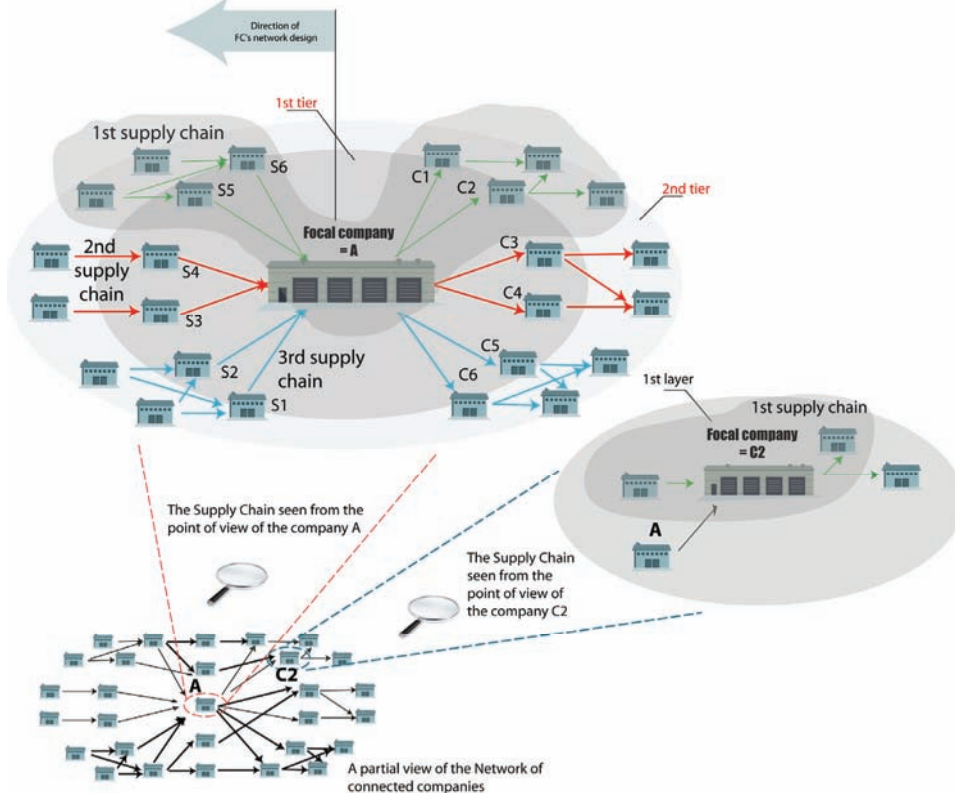 Direction of
FC's network design
1st tier
1st supply chain
S6
S5
C1
C2
2nd tier
Focal company
= A
2nd
supply
chain
S4
S3
C3
C4
3rd supply
chain
S2
S1
C5
C6
1st layer
1st supply chain
Focal company
= C2
A
The Supply Chain seen from the
point of view of the company A
The Supply Chain
seen from the
point of view of
the company C2
A
C2
A partial view of the Network of
connected companies